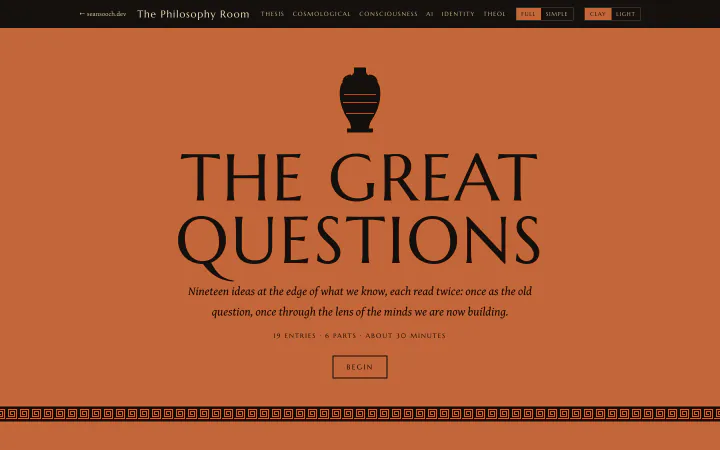 ← seansooch.dev The Philosophy Room THESIS COSMOLOGICAL CONSCIOUSNESS AI IDENTITY THEOL FULL SIMPLE CLAY LIGHT
THE GREAT
QUESTIONS
Nineteen ideas at the edge of what we know, each read twice: once as the old
question, once through the lens of the minds we are now building.
19 ENTRIES · 6 PARTS · ABOUT 30 MINUTES
BEGIN